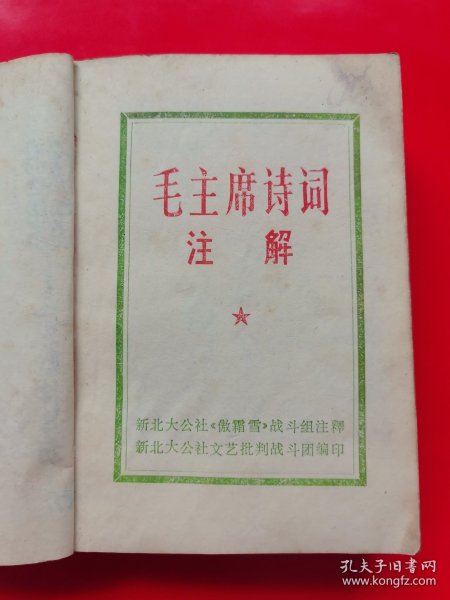 毛主席诗词
注解
新北大公社《傲霜雪》战斗组注釋
新北大公社文艺批判战斗团编印
孔夫子旧书网
www.kongfz.com